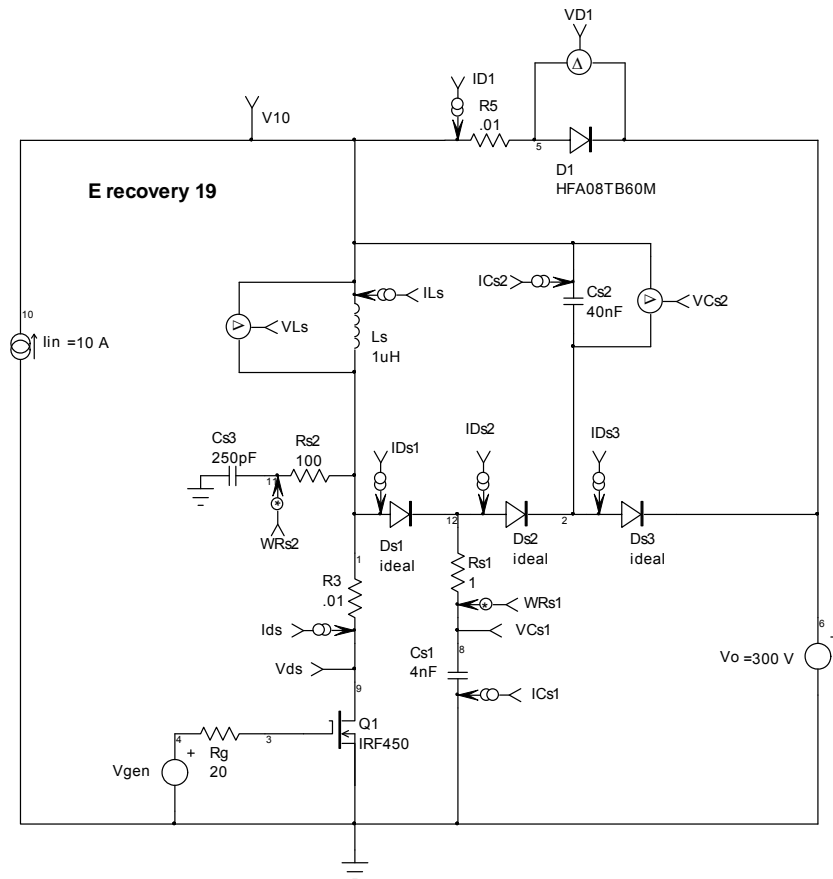 VD1
Δ
ID1
R5
.01
V10
5
D1
HFA08TB60M
E recovery 19
ILs
ICs2
Cs2
40nF
VCs2
VLs
Ls
1uH
10
Iin =10 A
Cs3
250pF
Rs2
100
IDs1
IDs2
IDs3
11
WRs2
12
2
Ds1
ideal
Ds2
ideal
Ds3
ideal
1
Rs1
1
R3
.01
WRs1
Ids
VCs1
6
+
Vo =300 V
8
Cs1
4nF
Vds
9
ICs1
Q1
IRF450
4
3
+
Rg
20
Vgen